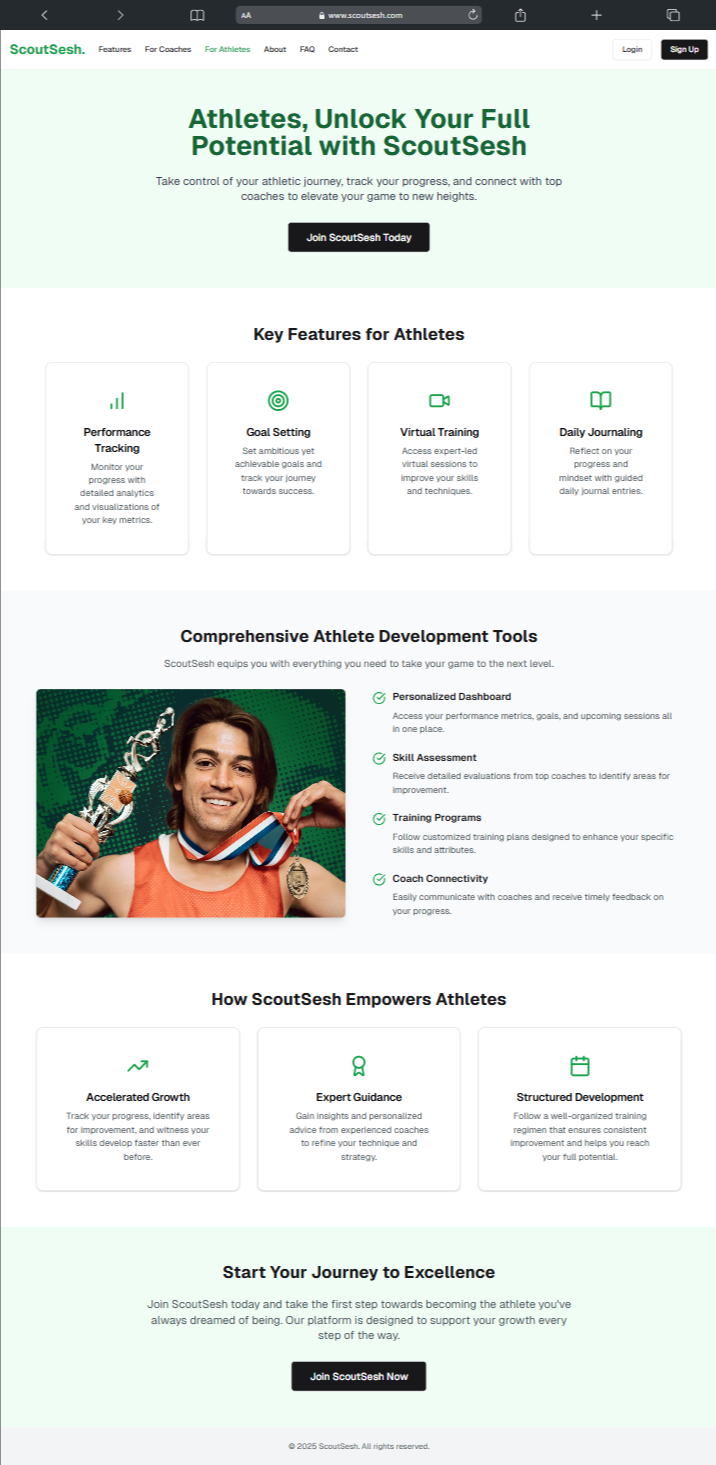 AA www.scoutsesh.com
ScoutSesh. Features For Coaches For Athletes About FAQ Contact Login Sign Up
Athletes, Unlock Your Full
Potential with ScoutSesh
Take control of your athletic journey, track your progress, and connect with top
coaches to elevate your game to new heights.
Join ScoutSesh Today
Key Features for Athletes
Performance
Tracking
Monitor your
progress with
detailed analytics
and visualizations of
your key metrics.
Goal Setting
Set ambitious yet
achievable goals and
track your journey
towards success.
Virtual Training
Access expert-led
virtual sessions to
improve your skills
and techniques.
Daily Journaling
Reflect on your
progress and
mindset with guided
daily journal entries.
Comprehensive Athlete Development Tools
ScoutSesh equips you with everything you need to take your game to the next level.
Personalized Dashboard
Access your performance metrics, goals, and upcoming sessions all
in one place.
Skill Assessment
Receive detailed evaluations from top coaches to identify areas for
improvement.
Training Programs
Follow customized training plans designed to enhance your specific
skills and attributes.
Coach Connectivity
Easily communicate with coaches and receive timely feedback on
your progress.
How ScoutSesh Empowers Athletes
Accelerated Growth
Track your progress, identify areas
for improvement, and witness your
skills develop faster than ever
before.
Expert Guidance
Gain insights and personalized
advice from experienced coaches
to refine your technique and
strategy.
Structured Development
Follow a well-organized training
regimen that ensures consistent
improvement and helps you reach
your full potential.
Start Your Journey to Excellence
Join ScoutSesh today and take the first step towards becoming the athlete you've
always dreamed of being. Our platform is designed to support your growth every
step of the way.
Join ScoutSesh Now
© 2025 ScoutSesh. All rights reserved.